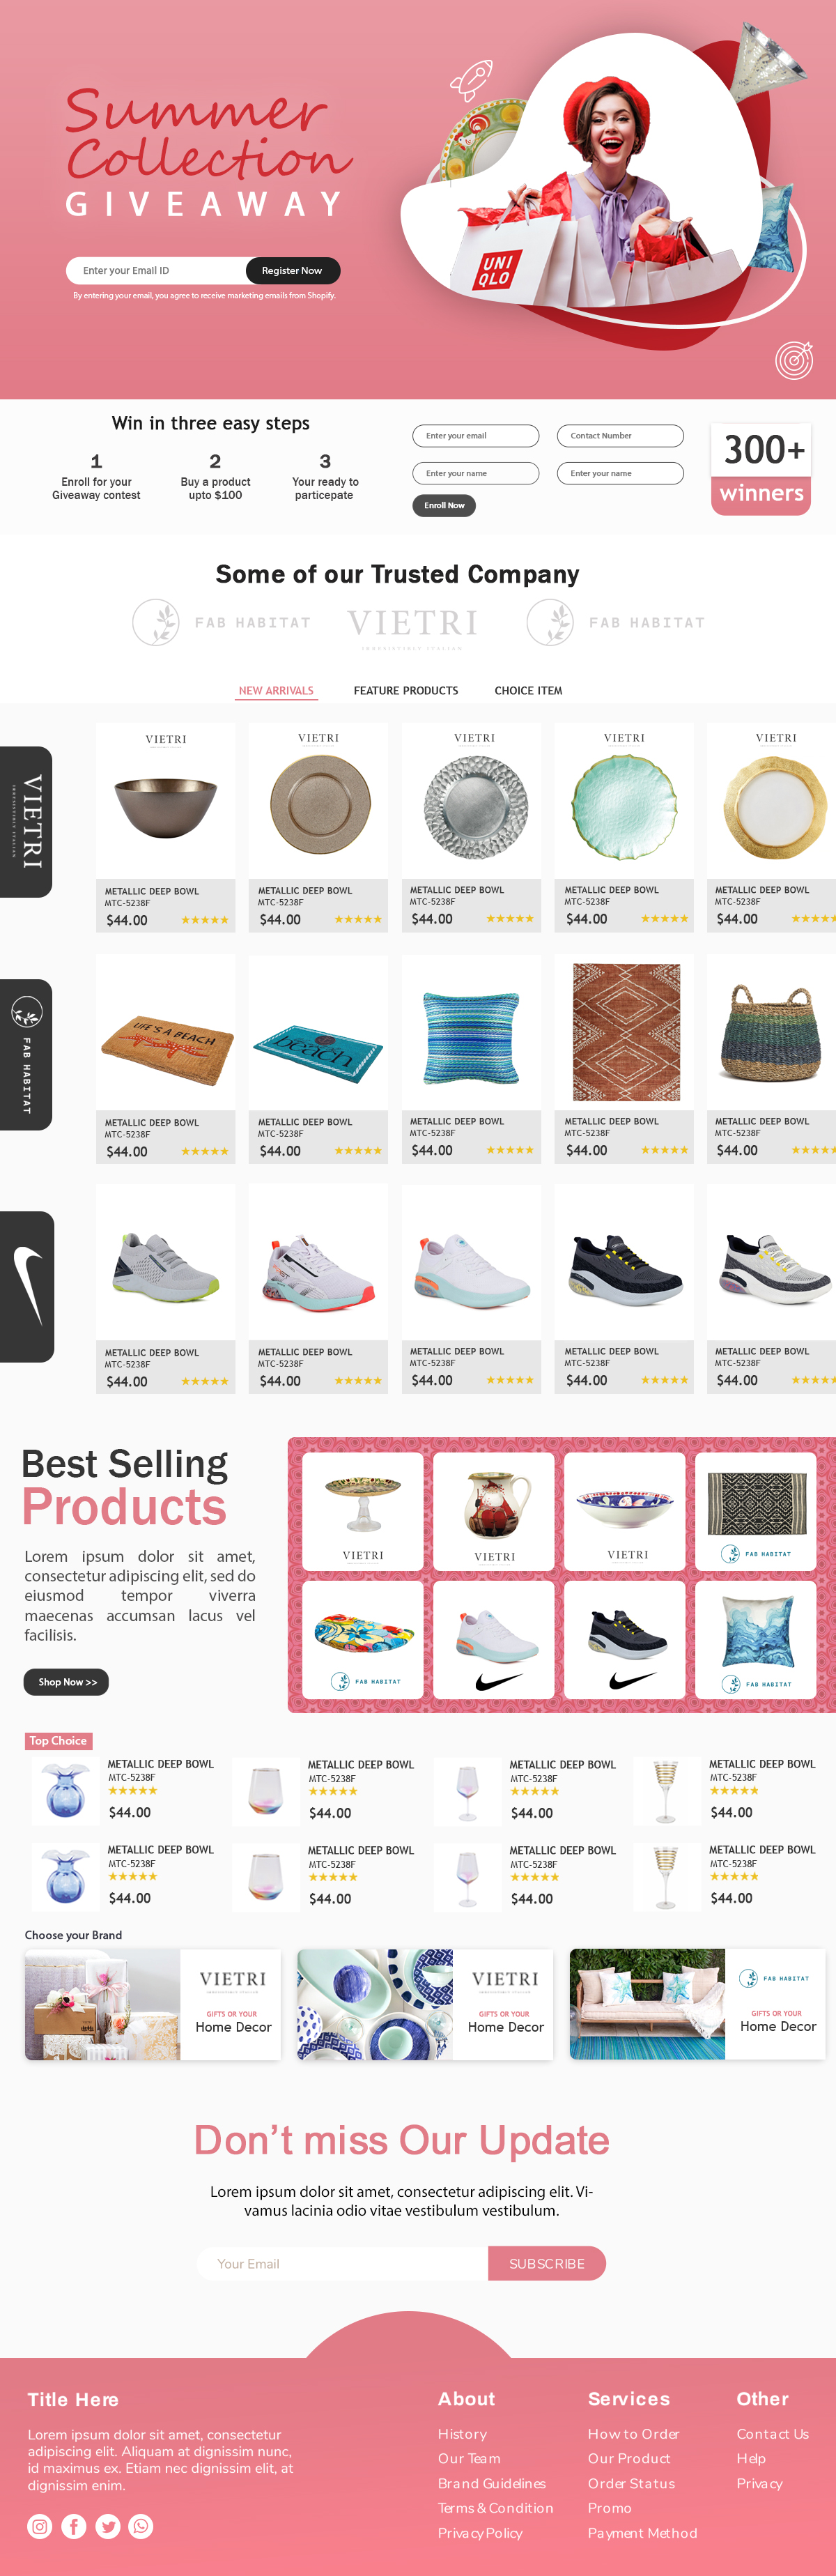 Summer
Collection
GIVEAWAY
Enter your Email ID
Register Now
By entering your email, you agree to receive marketing emails from Shopify.
UNI
QLO
Win in three easy steps
1
2
3
Enroll for your
Giveaway contest
Buy a product
upto $100
Your ready to
particepate
Enter your email
Contact Number
Enter your name
Enter your name
Enroll Now
300+
winners
Some of our Trusted Company
FAB HABITAT
VIETRI
IRRESISTIBLY ITALIAN
FAB HABITAT
NEW ARRIVALS
FEATURE PRODUCTS
CHOICE ITEM
VIETRI
IRRESISTIBLY ITALIAN
VIETRI
VIETRI
VIETRI
VIETRI
VIETRI
METALLIC DEEP BOWL
MTC-5238F
$44.00
METALLIC DEEP BOWL
MTC-5238F
$44.00
METALLIC DEEP BOWL
MTC-5238F
$44.00
METALLIC DEEP BOWL
MTC-5238F
$44.00
METALLIC DEEP BOWL
MTC-5238F
$44.00
FAB HABITAT
LIFE'S A BEACH
beach
METALLIC DEEP BOWL
MTC-5238F
$44.00
METALLIC DEEP BOWL
MTC-5238F
$44.00
METALLIC DEEP BOWL
MTC-5238F
$44.00
METALLIC DEEP BOWL
MTC-5238F
$44.00
METALLIC DEEP BOWL
MTC-5238F
$44.00
METALLIC DEEP BOWL
MTC-5238F
$44.00
METALLIC DEEP BOWL
MTC-5238F
$44.00
METALLIC DEEP BOWL
MTC-5238F
$44.00
METALLIC DEEP BOWL
MTC-5238F
$44.00
METALLIC DEEP BOWL
MTC-5238F
$44.00
Best Selling
Products
Lorem ipsum dolor sit amet,
consectetur adipiscing elit, sed do
eiusmod tempor viverra
maecenas accumsan lacus vel
facilisis.
Shop Now >>
VIETRI
VIETRI
VIETRI
FAB HABITAT
FAB HABITAT
FAB HABITAT
Top Choice
METALLIC DEEP BOWL
MTC-5238F
$44.00
METALLIC DEEP BOWL
MTC-5238F
$44.00
METALLIC DEEP BOWL
MTC-5238F
$44.00
METALLIC DEEP BOWL
MTC-5238F
$44.00
METALLIC DEEP BOWL
MTC-5238F
$44.00
METALLIC DEEP BOWL
MTC-5238F
$44.00
METALLIC DEEP BOWL
MTC-5238F
$44.00
METALLIC DEEP BOWL
MTC-5238F
$44.00
Choose your Brand
VIETRI
GIFTS OR YOUR
Home Decor
VIETRI
GIFTS OR YOUR
Home Decor
FAB HABITAT
GIFTS OR YOUR
Home Decor
Don't miss Our Update
Lorem ipsum dolor sit amet, consectetur adipiscing elit. Vi-
vamus lacinia odio vitae vestibulum vestibulum.
Your Email
SUBSCRIBE
Title Here
Lorem ipsum dolor sit amet, consectetur
adipiscing elit. Aliquam at dignissim nunc,
id maximus ex. Etiam nec dignissim elit, at
dignissim enim.
About
History
Our Team
Brand Guidelines
Terms & Condition
Privacy Policy
Services
How to Order
Our Product
Order Status
Promo
Payment Method
Other
Contact Us
Help
Privacy